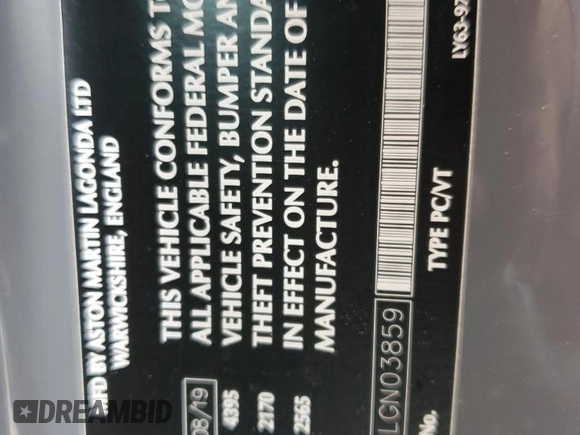 MFD BY ASTON MARTIN LAGONDA LTD
WARWICKSHIRE, ENGLAND
08/19
4395
2170
2565
THIS VEHICLE CONFORMS TO
ALL APPLICABLE FEDERAL MO
VEHICLE SAFETY, BUMPER AN
THEFT PREVENTION STANDA
IN EFFECT ON THE DATE OF
MANUFACTURE.
LGN03859
No,
TYPE PC/VT
LY63-97
DREAMBID